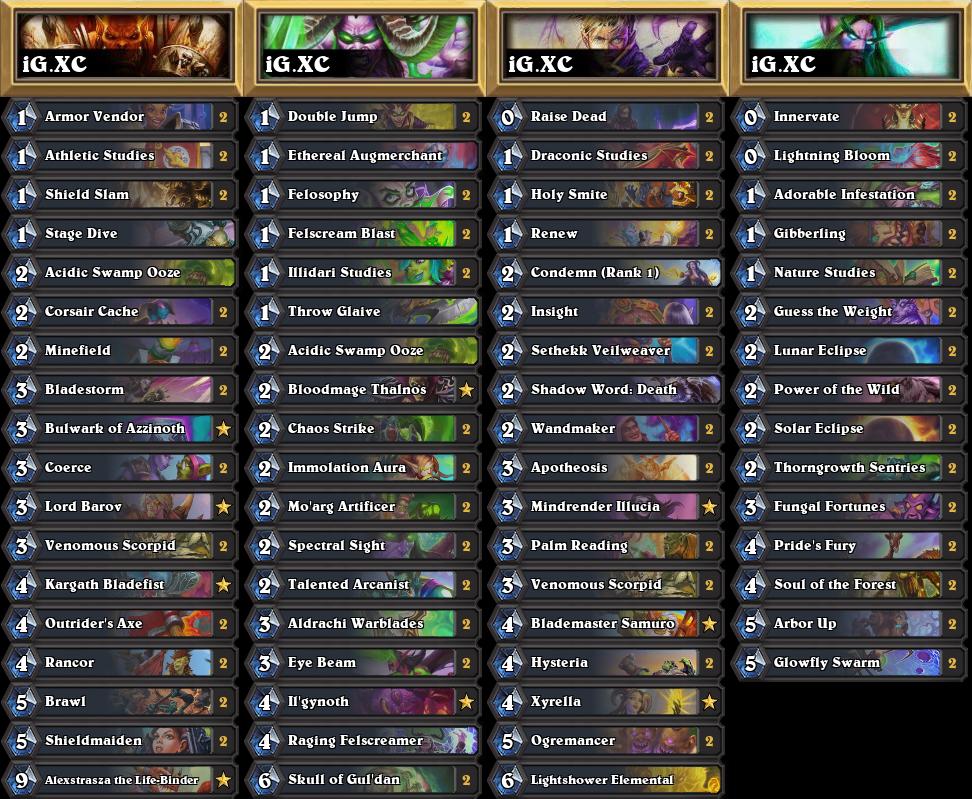 iG.XC
1 Armor Vendor 2
1 Athletic Studies 2
1 Shield Slam 2
1 Stage Dive
2 Acidic Swamp Ooze
2 Corsair Cache 2
2 Minefield 2
3 Bladestorm 2
3 Bulwark of Azzinoth
3 Coerce 2
3 Lord Barov
3 Venomous Scorpid 2
4 Kargath Bladefist
4 Outrider's Axe 2
4 Rancor 2
5 Brawl 2
5 Shieldmaiden 2
9 Alexstrasza the Life-Binder
iG.XC
1 Double Jump 2
1 Ethereal Augmerchant
1 Felosophy 2
1 Felscream Blast 2
1 Illidari Studies 2
1 Throw Glaive
2 Acidic Swamp Ooze
2 Bloodmage Thalnos
2 Chaos Strike 2
2 Immolation Aura 2
2 Mo'arg Artificer 2
2 Spectral Sight 2
2 Talented Arcanist 2
3 Aldrachi Warblades 2
3 Eye Beam 2
4 Il'gynoth
4 Raging Felscreamer
6 Skull of Gul'dan 2
iG.XC
0 Raise Dead 2
1 Draconic Studies 2
1 Holy Smite 2
1 Renew 2
2 Condemn (Rank 1)
2 Insight 2
2 Sethekk Veilweaver 2
2 Shadow Word: Death
2 Wandmaker 2
3 Apotheosis 2
3 Mindrender Illucia
3 Palm Reading 2
3 Venomous Scorpid 2
4 Blademaster Samuro
4 Hysteria 2
4 Xyrella
5 Ogremancer 2
6 Lightshower Elemental
iG.XC
0 Innervate 2
0 Lightning Bloom 2
1 Adorable Infestation 2
1 Gibberling 2
1 Nature Studies 2
2 Guess the Weight 2
2 Lunar Eclipse 2
2 Power of the Wild 2
2 Solar Eclipse 2
2 Thorngrowth Sentries 2
3 Fungal Fortunes 2
4 Pride's Fury 2
4 Soul of the Forest 2
5 Arbor Up 2
5 Glowfly Swarm 2